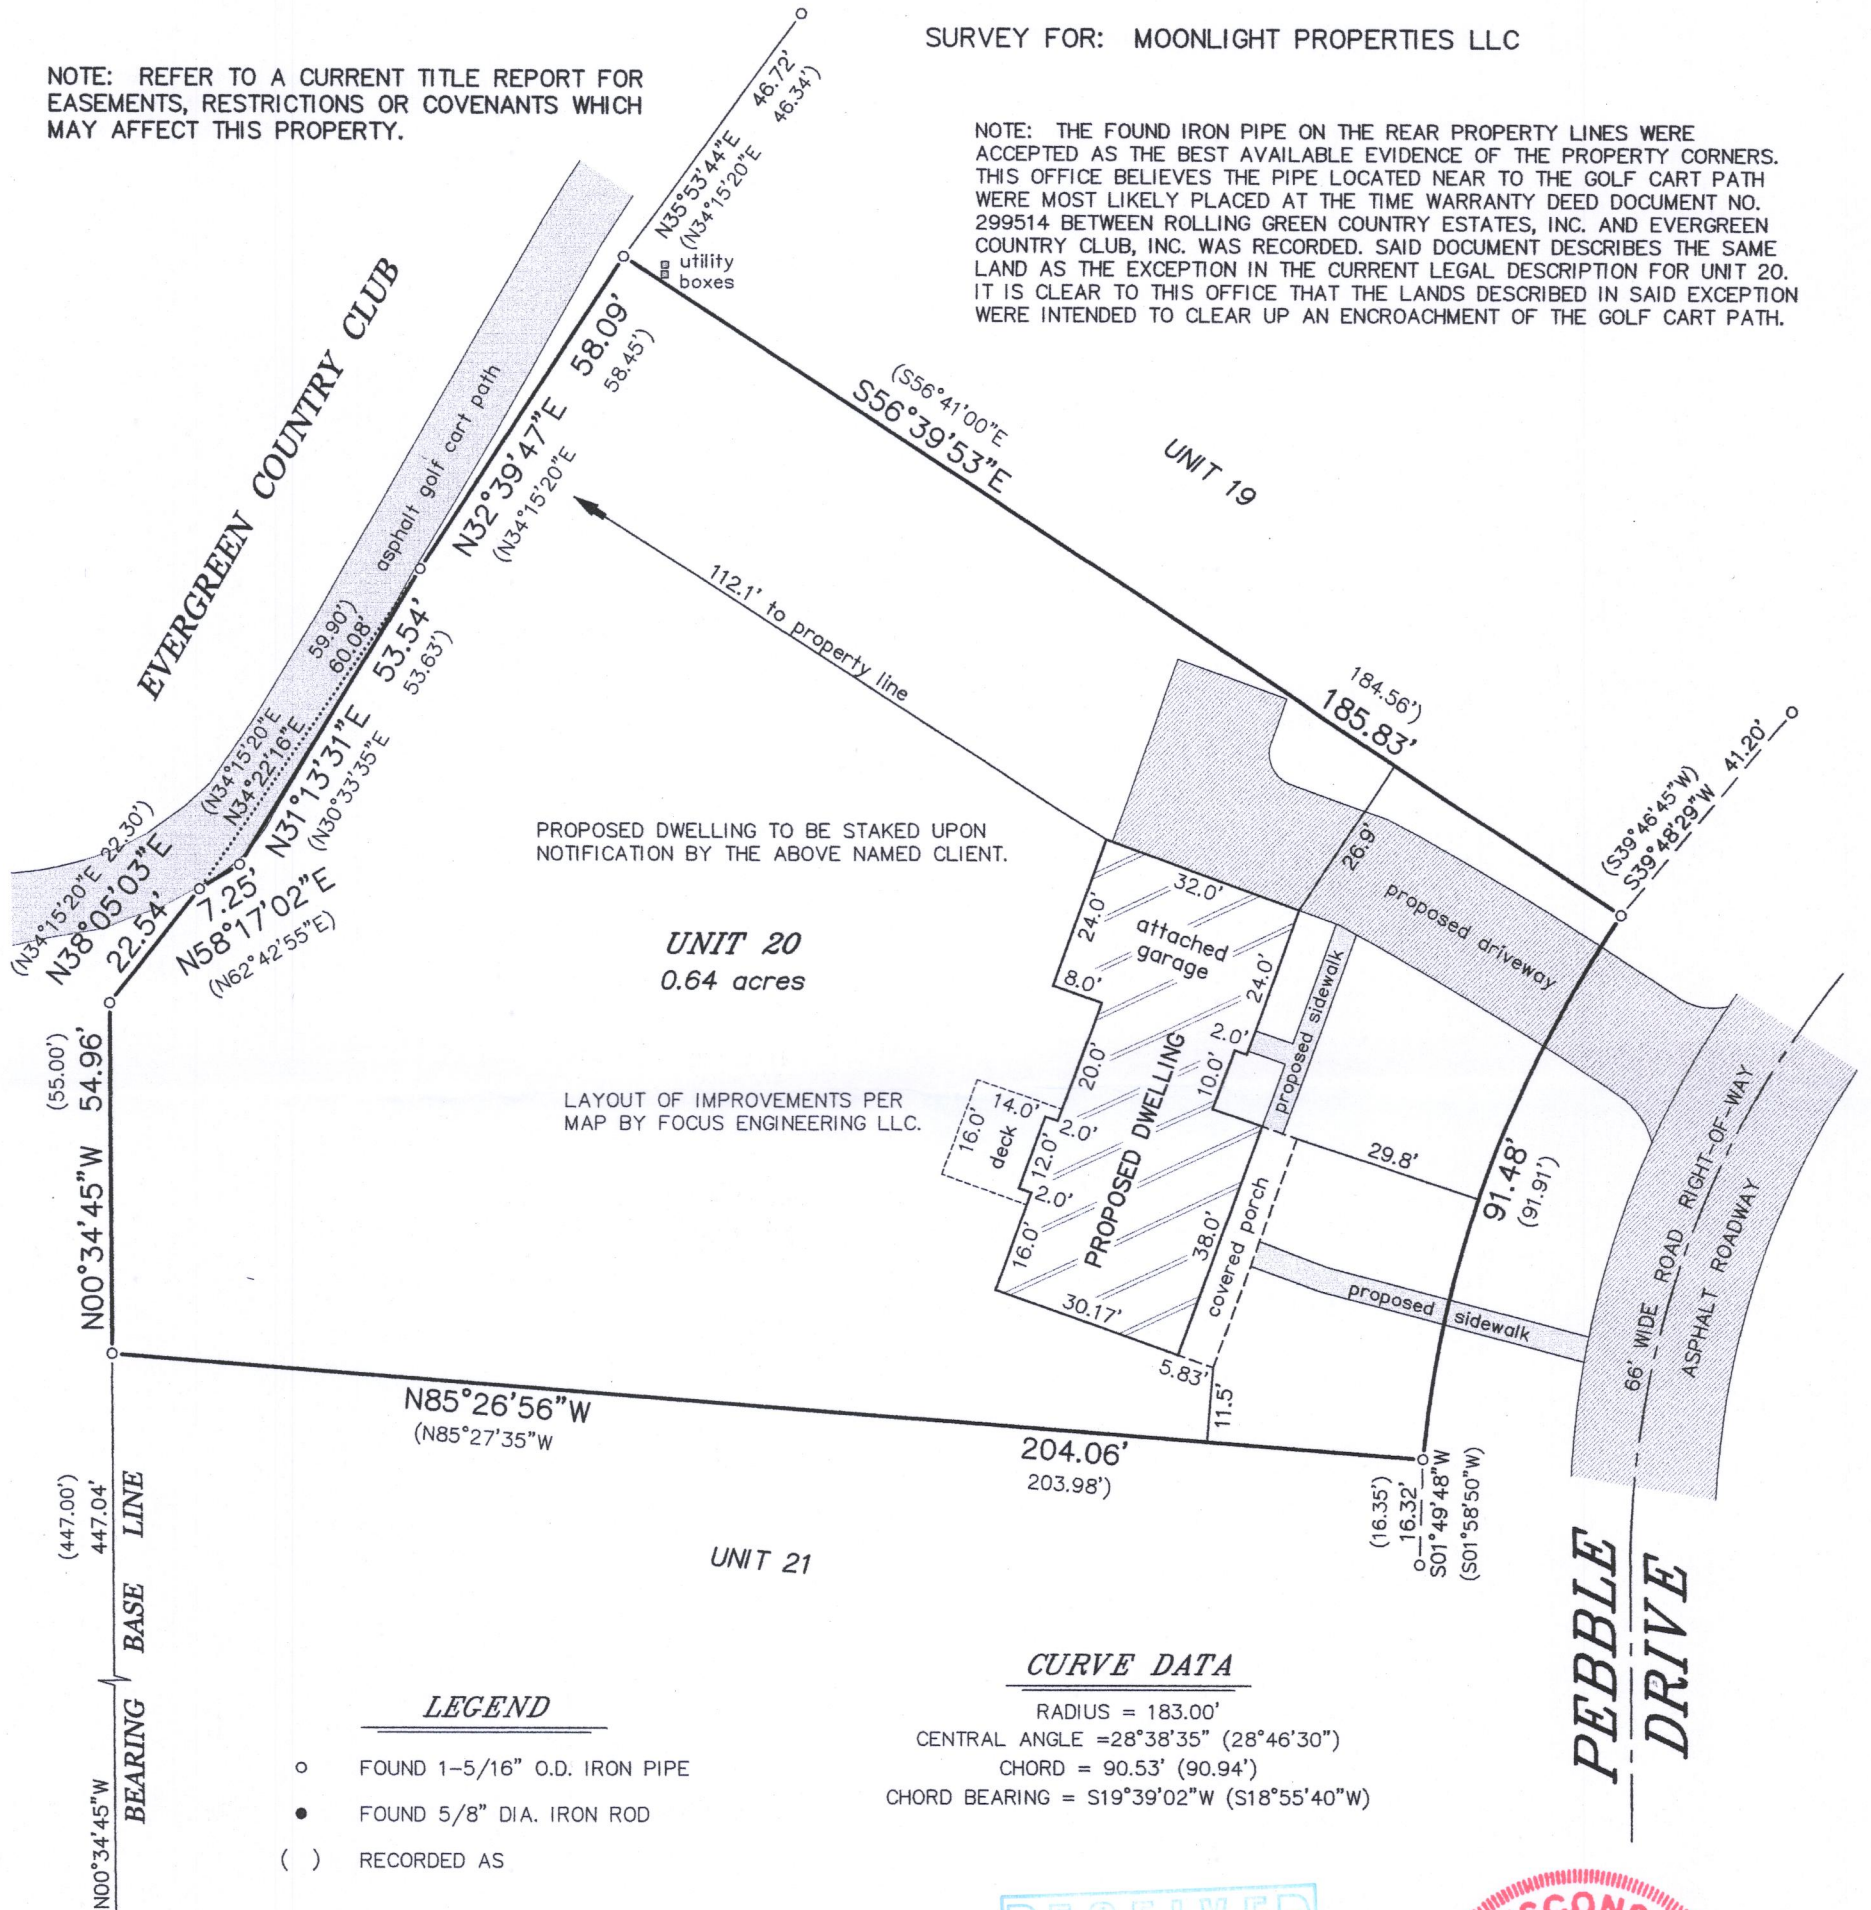 SURVEY FOR: MOONLIGHT PROPERTIES LLC
NOTE: REFER TO A CURRENT TITLE REPORT FOR
EASEMENTS, RESTRICTIONS OR COVENANTS WHICH
MAY AFFECT THIS PROPERTY.
NOTE: THE FOUND IRON PIPE ON THE REAR PROPERTY LINES WERE
ACCEPTED AS THE BEST AVAILABLE EVIDENCE OF THE PROPERTY CORNERS.
THIS OFFICE BELIEVES THE PIPE LOCATED NEAR TO THE GOLF CART PATH
WERE MOST LIKELY PLACED AT THE TIME WARRANTY DEED DOCUMENT NO.
299514 BETWEEN ROLLING GREEN COUNTRY ESTATES, INC. AND EVERGREEN
COUNTRY CLUB, INC. WAS RECORDED. SAID DOCUMENT DESCRIBES THE SAME
LAND AS THE EXCEPTION IN THE CURRENT LEGAL DESCRIPTION FOR UNIT 20.
IT IS CLEAR TO THIS OFFICE THAT THE LANDS DESCRIBED IN SAID EXCEPTION
WERE INTENDED TO CLEAR UP AN ENCROACHMENT OF THE GOLF CART PATH.
N35°53'44"E 46.72'
(N34°15'20"E 46.34')
utility
boxes
EVERGREEN COUNTRY CLUB
asphalt golf cart path
N32°39'47"E 58.09'
(N34°15'20"E 58.45')
(S56°41'00"E
S56°39'53"E
UNIT 19
184.56')
185.83'
112.1' to property line
(N34°15'20"E 59.90')
N34°22'16"E 60.08'
N31°13'31"E 53.54'
(N30°33'35"E 53.63')
(N34°15'20"E 22.30')
N38°05'03"E
22.54'
7.25'
N58°17'02"E
(N62°42'55"E)
PROPOSED DWELLING TO BE STAKED UPON
NOTIFICATION BY THE ABOVE NAMED CLIENT.
UNIT 20
0.64 acres
LAYOUT OF IMPROVEMENTS PER
MAP BY FOCUS ENGINEERING LLC.
(S39°46'45"W)
S39°48'29"W 41.20'
26.9'
proposed driveway
32.0'
24.0'
attached
garage
8.0'
24.0'
proposed sidewalk
2.0'
10.0'
20.0'
PROPOSED DWELLING
14.0'
16.0'
deck
2.0'
12.0'
2.0'
16.0'
38.0'
covered porch
30.17'
5.83'
11.5'
29.8'
91.48'
(91.91')
proposed sidewalk
66' WIDE ROAD RIGHT-OF-WAY
ASPHALT ROADWAY
(55.00')
N00°34'45"W 54.96'
N85°26'56"W
(N85°27'35"W
204.06'
203.98')
(16.35')
16.32'
S01°49'48"W
(S01°58'50"W)
(447.00')
447.04'
BEARING BASE LINE
N00°34'45"W
UNIT 21
PEBBLE
DRIVE
LEGEND
FOUND 1-5/16" O.D. IRON PIPE
FOUND 5/8" DIA. IRON ROD
( ) RECORDED AS
CURVE DATA
RADIUS = 183.00'
CENTRAL ANGLE =28°38'35" (28°46'30")
CHORD = 90.53' (90.94')
CHORD BEARING = S19°39'02"W (S18°55'40"W)
RECEIVED